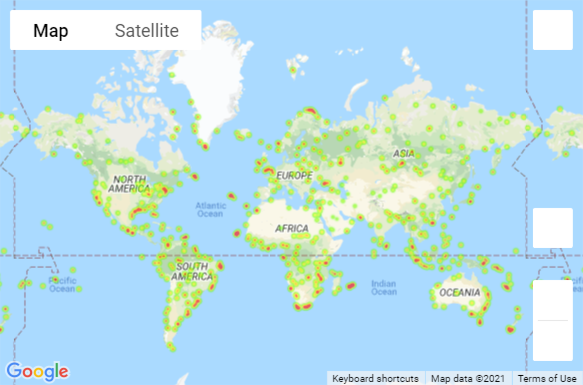 Map Satellite
ASIA
EUROPE
NORTH
AMERICA
Atlantic
Ocean
AFRICA
SOUTH
AMERICA
Pacific
Ocean
Indian
Ocean
OCEANIA
Google
Keyboard shortcuts Map data ©2021 Terms of Use